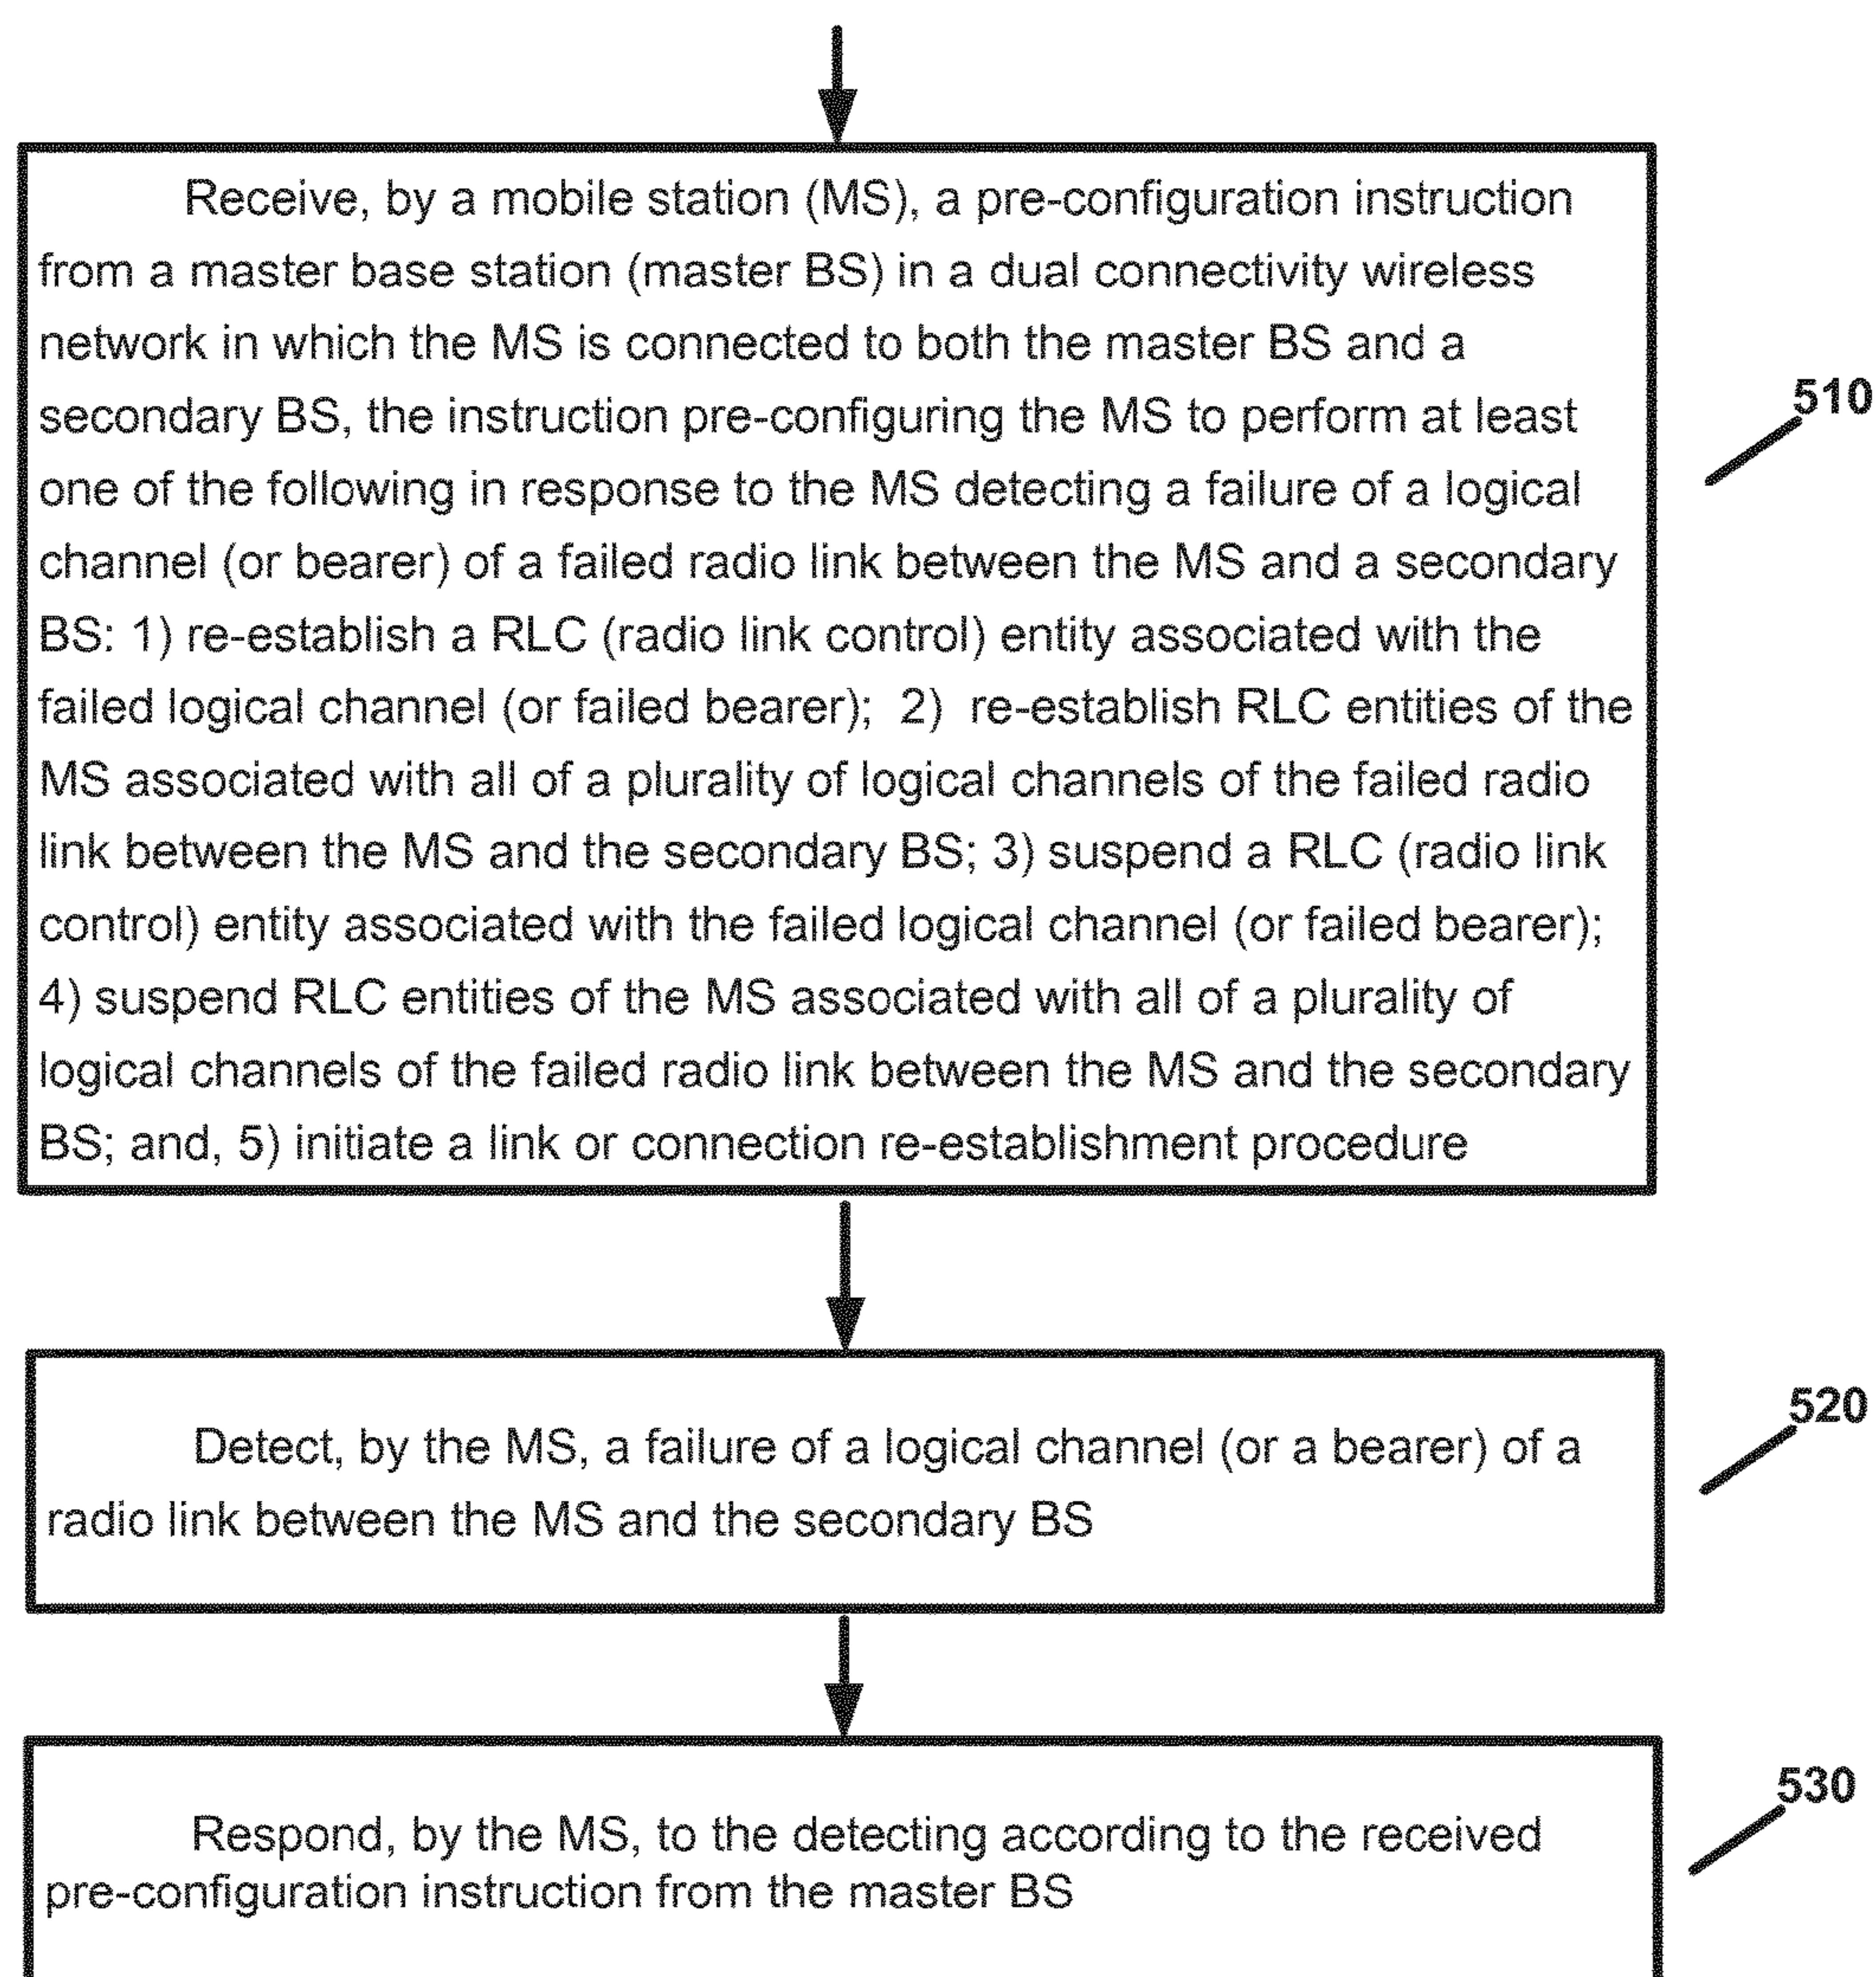 Receive, by a mobile station (MS), a pre-configuration instruction
from a master base station (master BS) in a dual connectivity wireless
network in which the MS is connected to both the master BS and a
secondary BS, the instruction pre-configuring the MS to perform at least
one of the following in response to the MS detecting a failure of a logical
channel (or bearer) of a failed radio link between the MS and a secondary
BS: 1) re-establish a RLC (radio link control) entity associated with the
failed logical channel (or failed bearer); 2) re-establish RLC entities of the
MS associated with all of a plurality of logical channels of the failed radio
link between the MS and the secondary BS; 3) suspend a RLC (radio link
control) entity associated with the failed logical channel (or failed bearer);
4) suspend RLC entities of the MS associated with all of a plurality of
logical channels of the failed radio link between the MS and the secondary
BS; and, 5) initiate a link or connection re-establishment procedure
510
Detect, by the MS, a failure of a logical channel (or a bearer) of a
radio link between the MS and the secondary BS
520
Respond, by the MS, to the detecting according to the received
pre-configuration instruction from the master BS
530